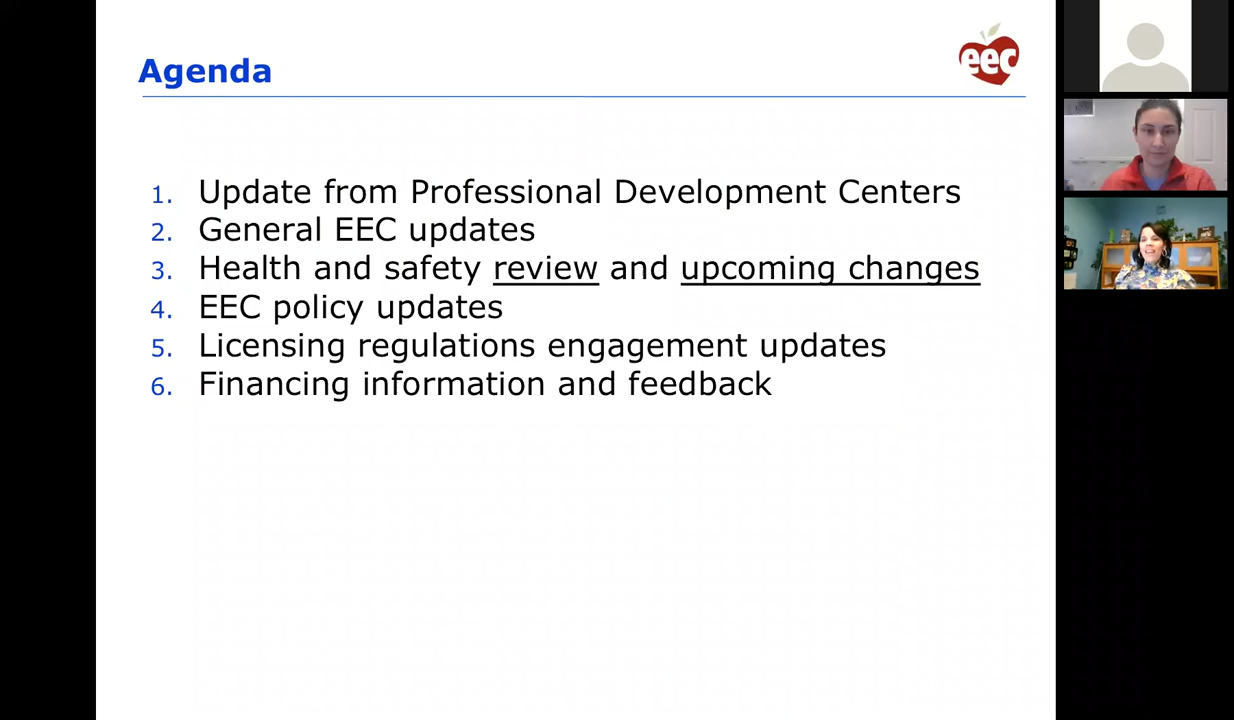 Agenda
eec
1. Update from Professional Development Centers
2. General EEC updates
3. Health and safety review and upcoming changes
4. EEC policy updates
5. Licensing regulations engagement updates
6. Financing information and feedback